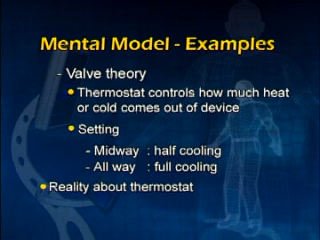 Mental Model - Examples
- Valve theory
• Thermostat controls how much heat
or cold comes out of device
• Setting
- Midway : half cooling
- All way : full cooling
• Reality about thermostat